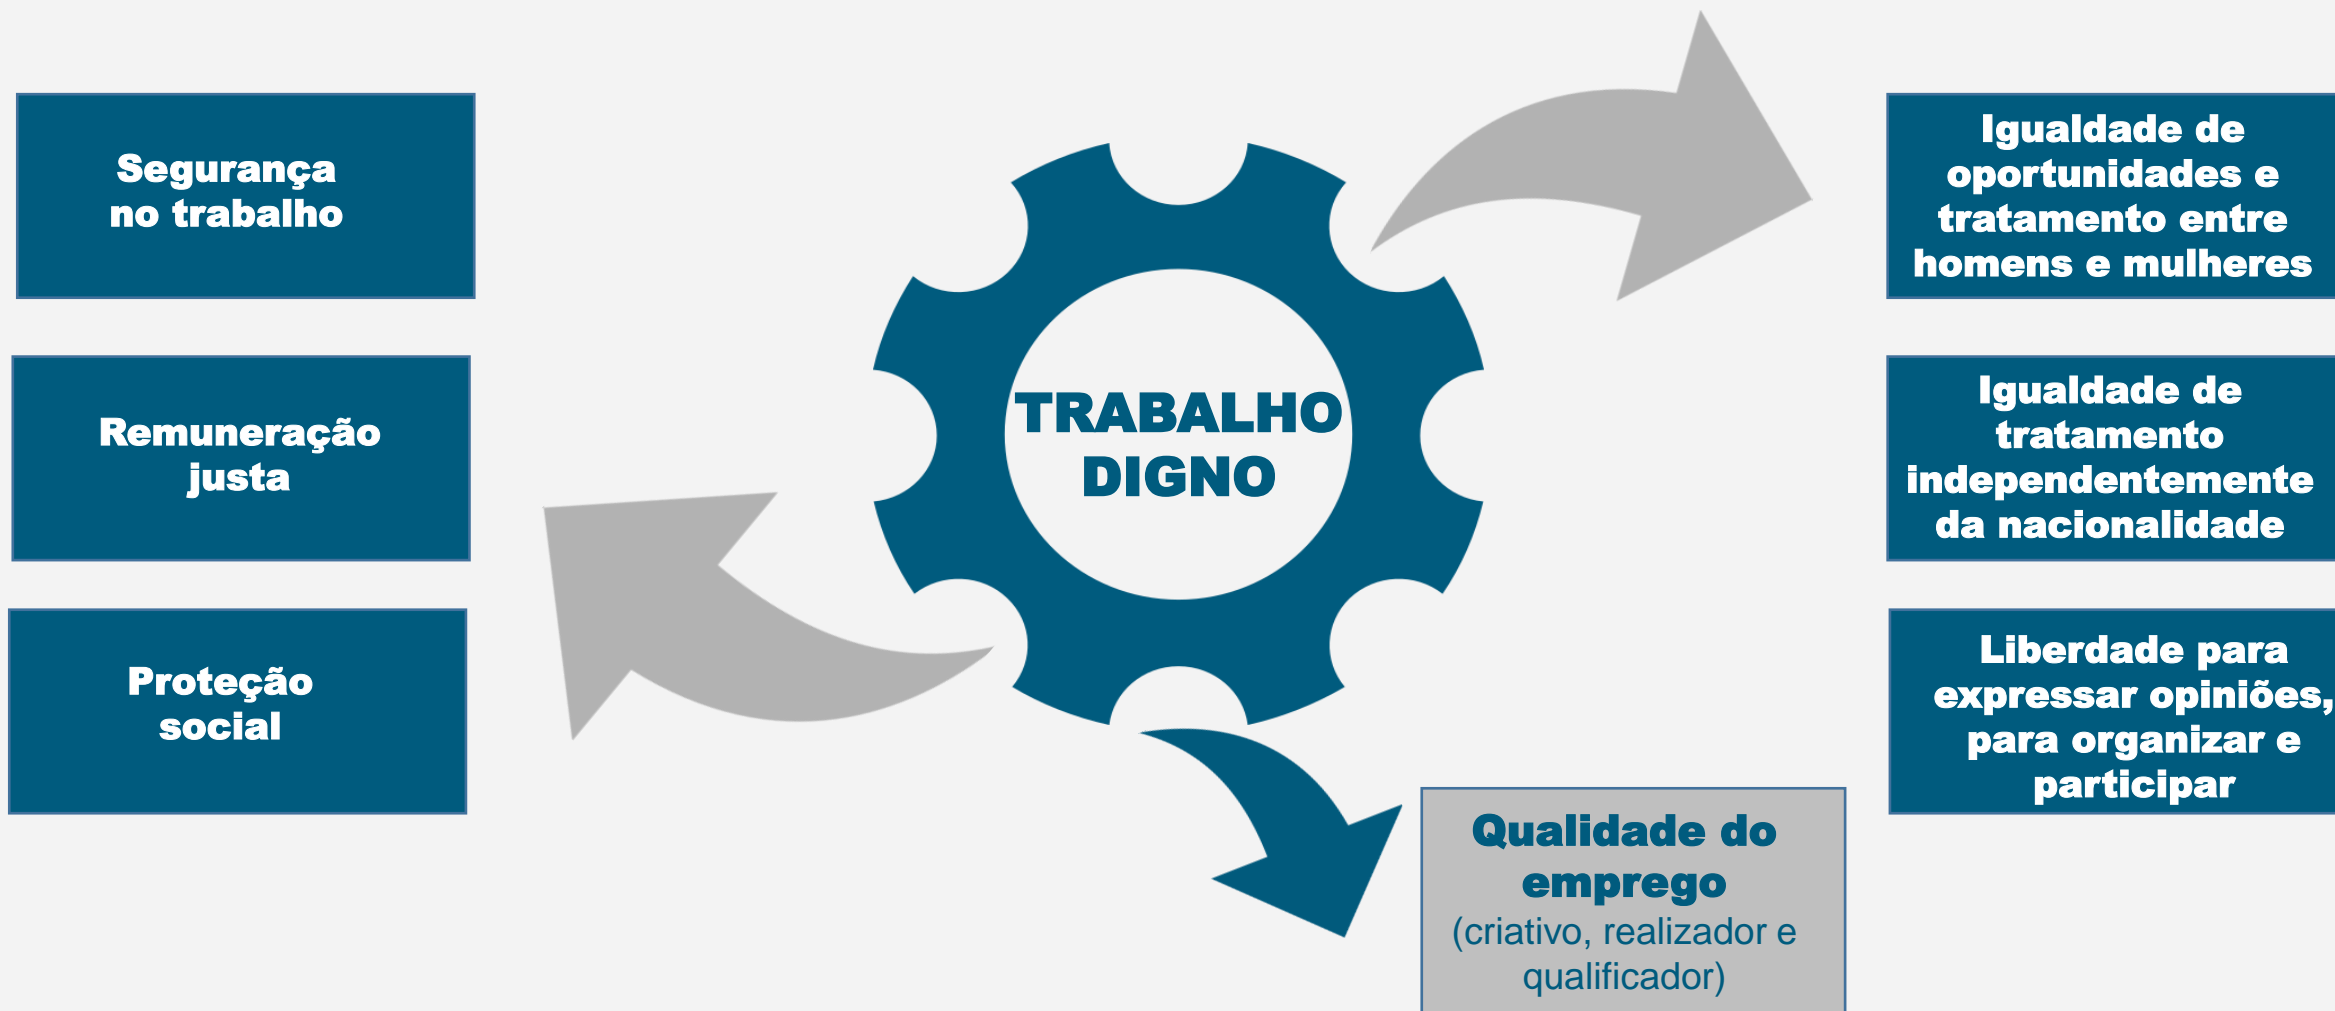 Segurança
no trabalho
Remuneração
justa
Proteção
social
TRABALHO
DIGNO
Igualdade de
oportunidades e
tratamento entre
homens e mulheres
Igualdade de
tratamento
independentemente
da nacionalidade
Liberdade para
expressar opiniões,
para organizar e
participar
Qualidade do
emprego
(criativo, realizador e
qualificador)